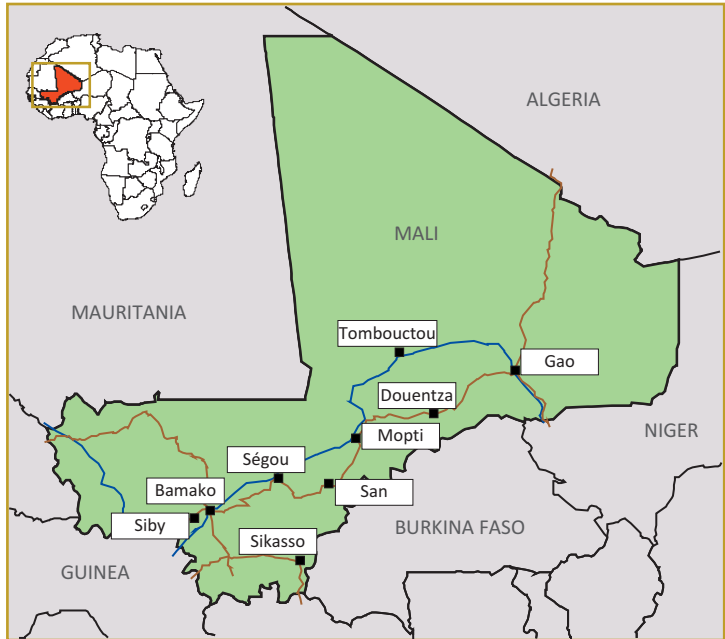 ALGERIA
MALI
MAURITANIA
Tombouctou
Gao
Douentza
NIGER
Mopti
Ségou
Bamako
San
Siby
BURKINA FASO
Sikasso
GUINEA